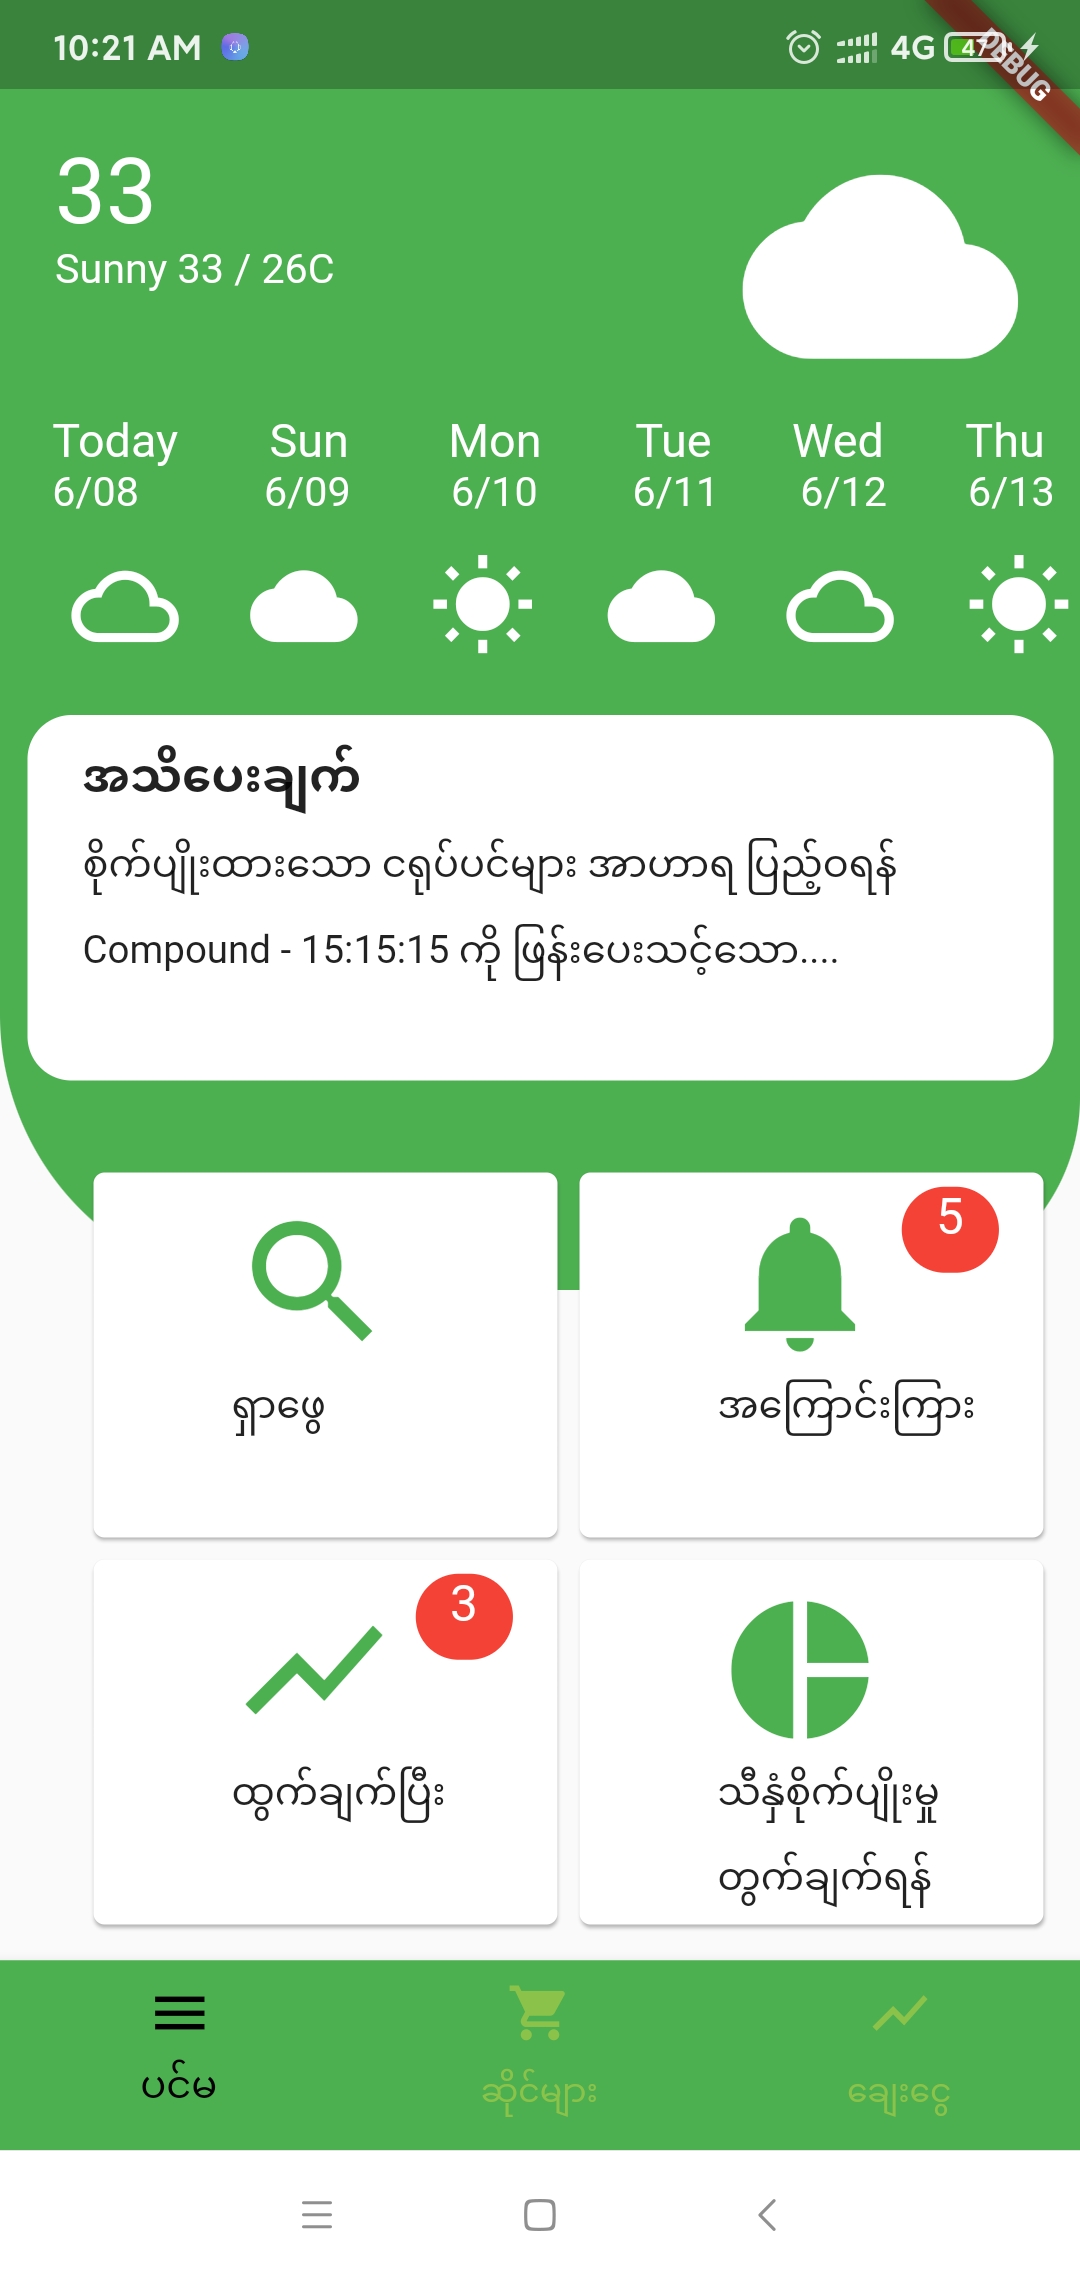 10:21 AM 4G 47
DEBUG
33
Sunny 33 / 26C
Today Sun Mon Tue Wed Thu
6/08 6/09 6/10 6/11 6/12 6/13
အသိပေးချက်
စိုက်ပျိုးထားသော ငရုပ်ပင်များ အာဟာရ ပြည့်ဝရန်
Compound - 15:15:15 ကို ဖြန်းပေးသင့်သော....
5
ရှာဖွေ
အကြောင်းကြား
3
ထွက်ချက်ပြီး
သီးနှံစိုက်ပျိုးမှု
တွက်ချက်ရန်
ပင်မ ဆိုင်များ ချေးငွေ